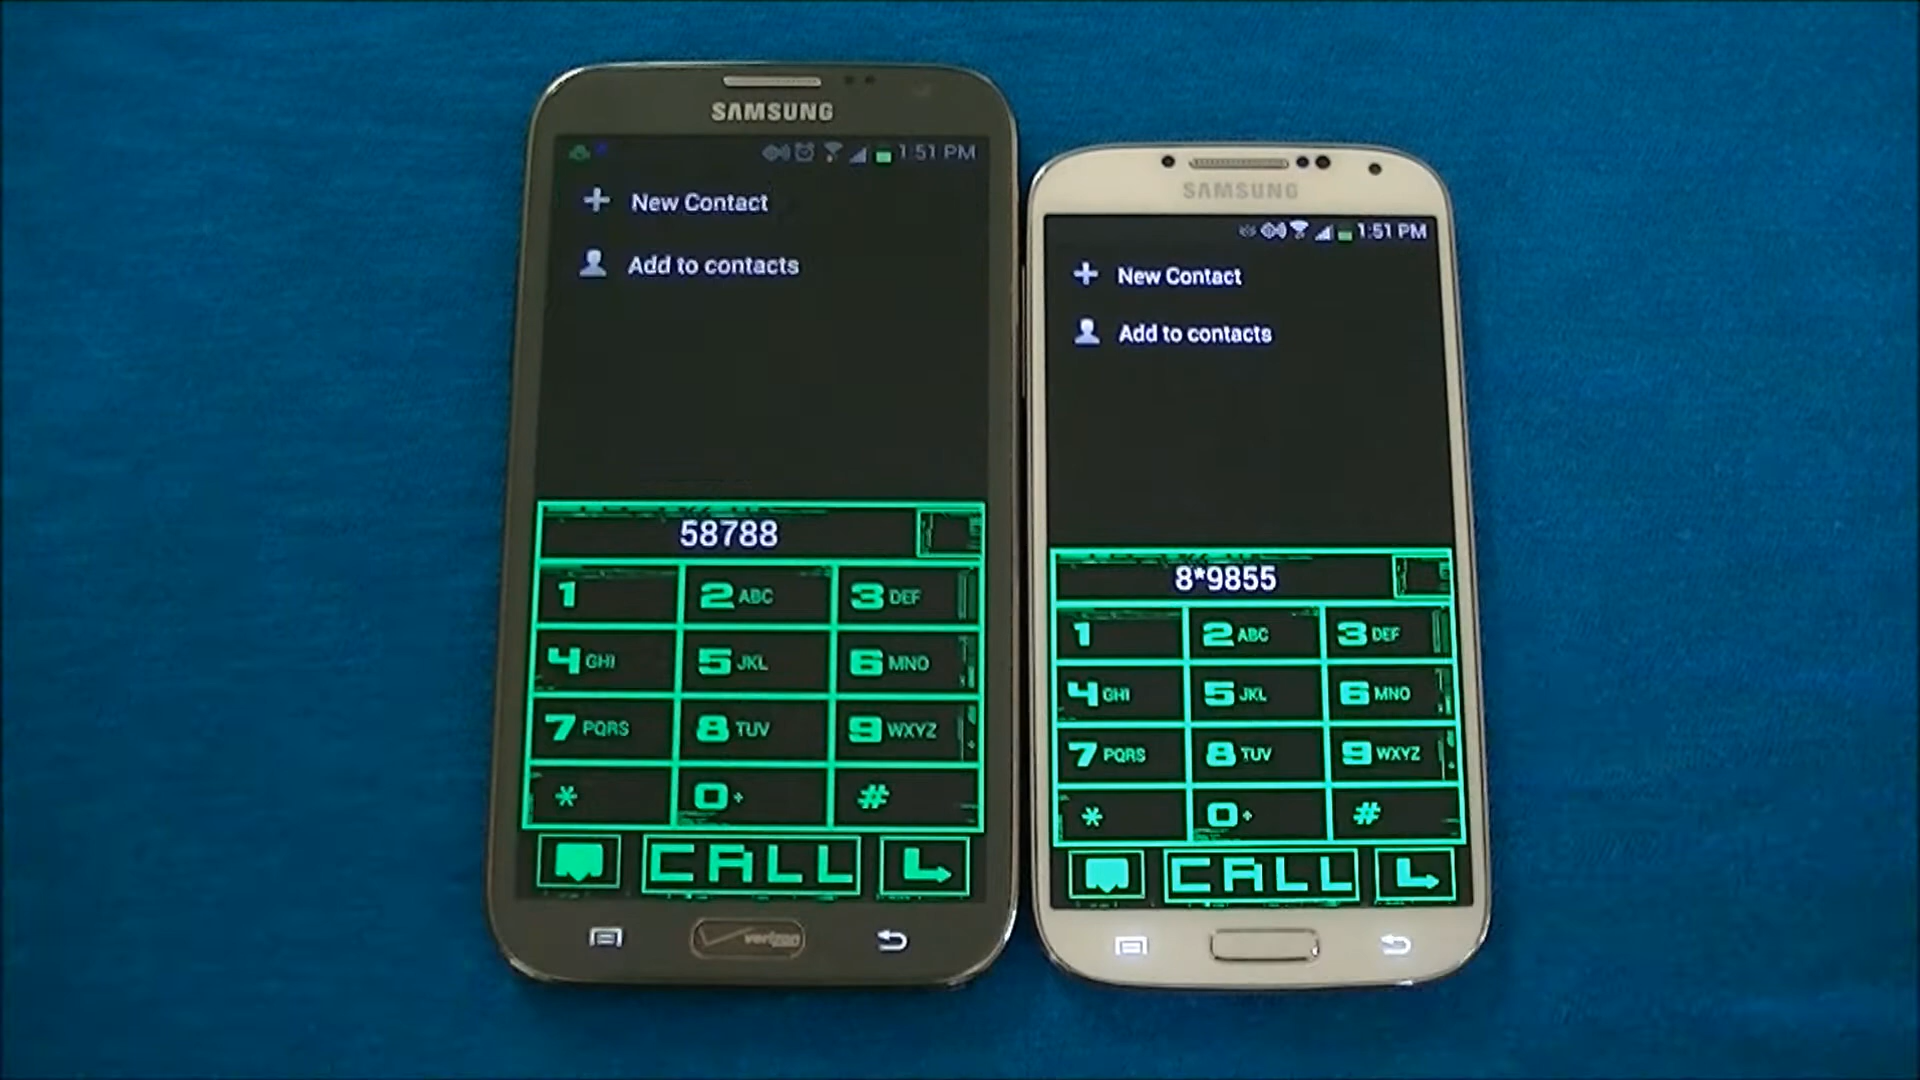 SAMSUNG
1:51 PM
New Contact
Add to contacts
58788
1 2 ABC 3 DEF
4 GHI 5 JKL 6 MNO
7 PQRS 8 TUV 9 WXYZ
* 0 + #
CALL
verizon
SAMSUNG
1:51 PM
New Contact
Add to contacts
8*9855
1 2 ABC 3 DEF
4 GHI 5 JKL 6 MNO
7 PQRS 8 TUV 9 WXYZ
* 0 + #
CALL